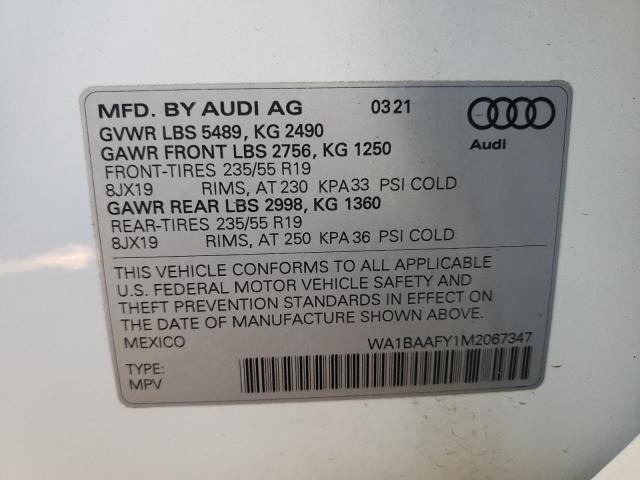 MFD. BY AUDI AG 03 21
GVWR LBS 5489, KG 2490
GAWR FRONT LBS 2756, KG 1250
FRONT-TIRES 235/55 R19
8JX19 RIMS, AT 230 KPA 33 PSI COLD
GAWR REAR LBS 2998, KG 1360
REAR-TIRES 235/55 R19
8JX19 RIMS, AT 250 KPA 36 PSI COLD
Audi
THIS VEHICLE CONFORMS TO ALL APPLICABLE
U.S. FEDERAL MOTOR VEHICLE SAFETY AND
THEFT PREVENTION STANDARDS IN EFFECT ON
THE DATE OF MANUFACTURE SHOWN ABOVE.
MEXICO WA1BAAFY1M2067347
TYPE:
MPV